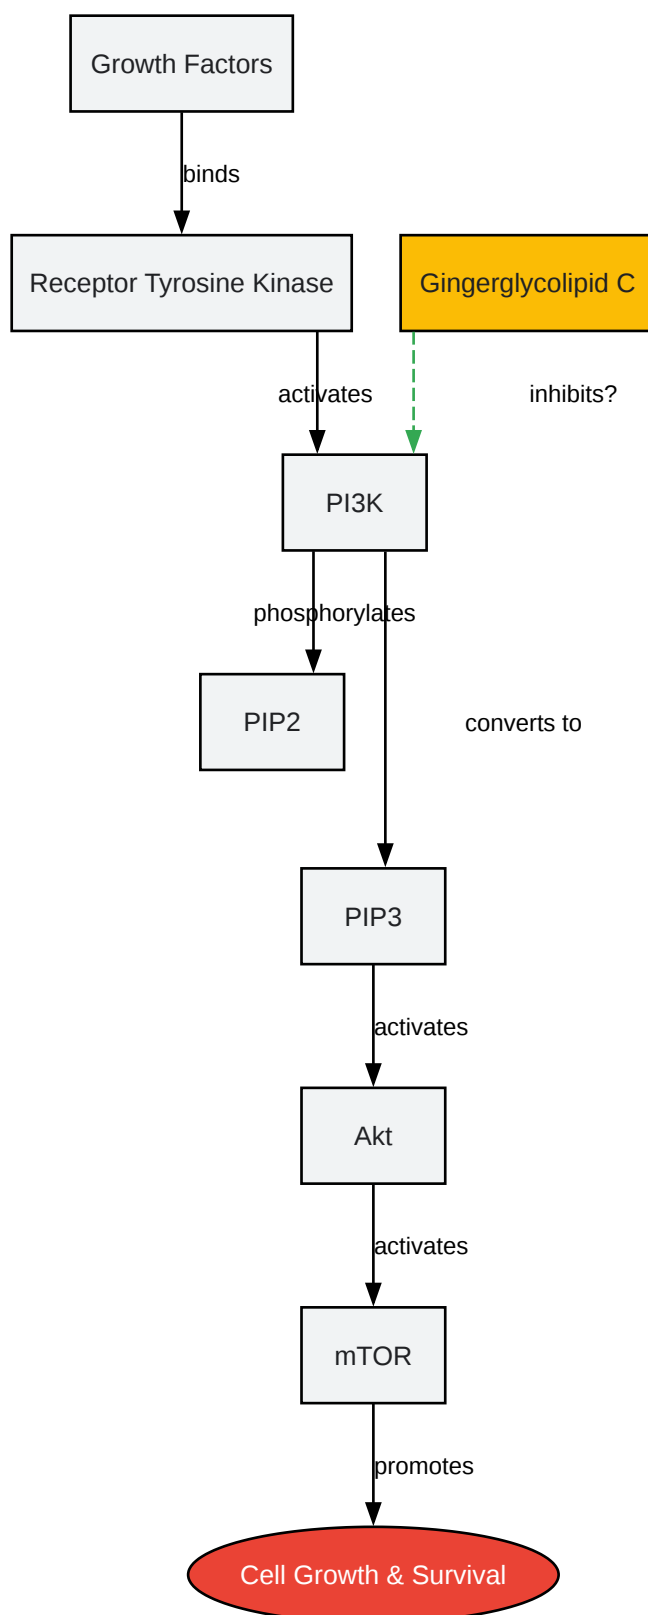 Growth Factors
binds
Receptor Tyrosine Kinase
Gingerglycolipid C
activates
inhibits?
PI3K
phosphorylates
PIP2
converts to
PIP3
activates
Akt
activates
mTOR
promotes
Cell Growth & Survival